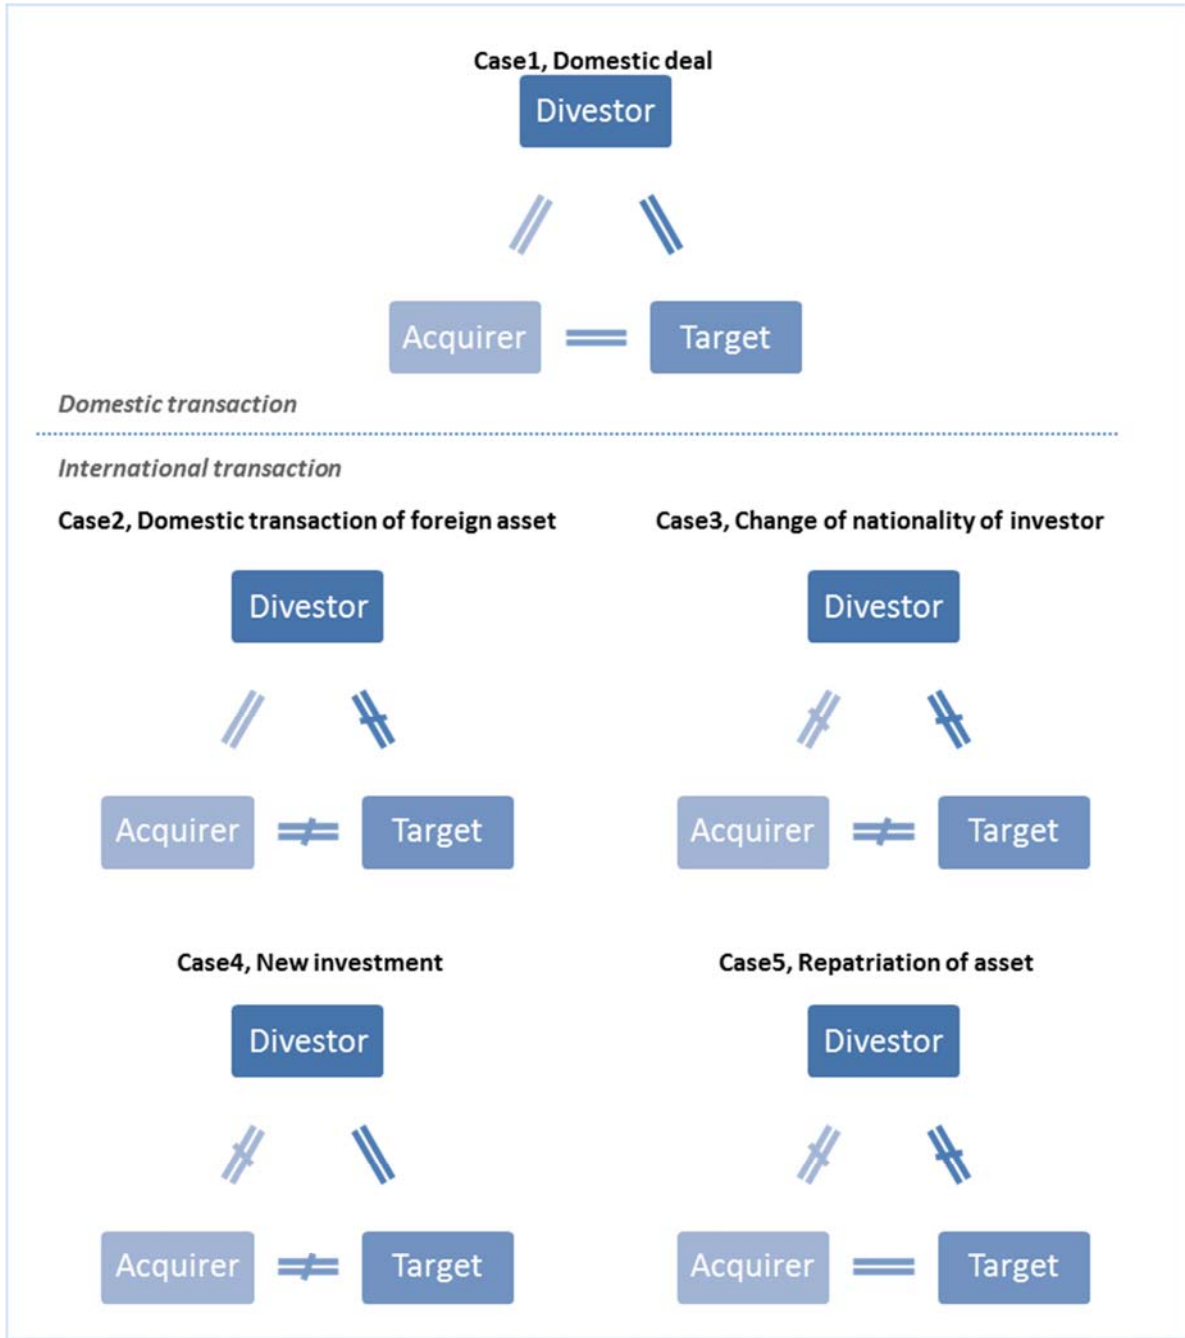 Case1, Domestic deal
Divestor
Acquirer
Target
Domestic transaction
International transaction
Case2, Domestic transaction of foreign asset
Divestor
Acquirer
Target
Case3, Change of nationality of investor
Divestor
Acquirer
Target
Case4, New investment
Divestor
Acquirer
Target
Case5, Repatriation of asset
Divestor
Acquirer
Target